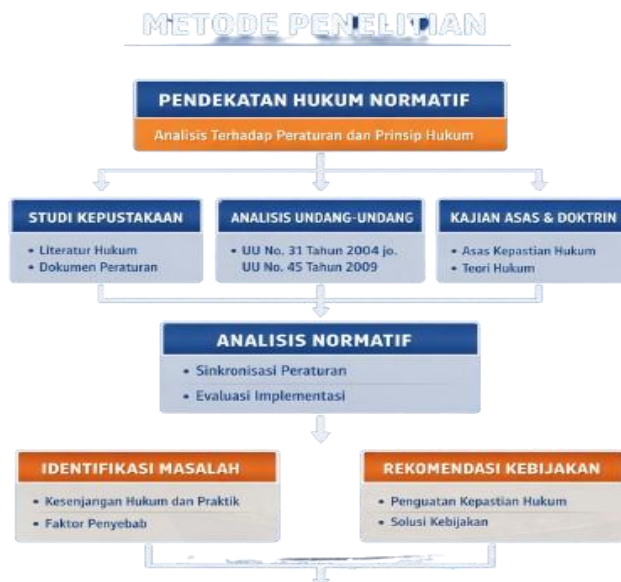 METODE PENELITIAN
PENDEKATAN HUKUM NORMATIF
Analisis Terhadap Peraturan dan Prinsip Hukum
STUDI KEPUSTAKAAN
• Literatur Hukum
• Dokumen Peraturan
ANALISIS UNDANG-UNDANG
• UU No. 31 Tahun 2004 jo.
UU No. 45 Tahun 2009
KAJIAN ASAS & DOKTRIN
• Asas Kepastian Hukum
• Teori Hukum
ANALISIS NORMATIF
• Sinkronisasi Peraturan
• Evaluasi Implementasi
IDENTIFIKASI MASALAH
• Kesenjangan Hukum dan Praktik
• Faktor Penyebab
REKOMENDASI KEBIJAKAN
• Penguatan Kepastian Hukum
• Solusi Kebijakan